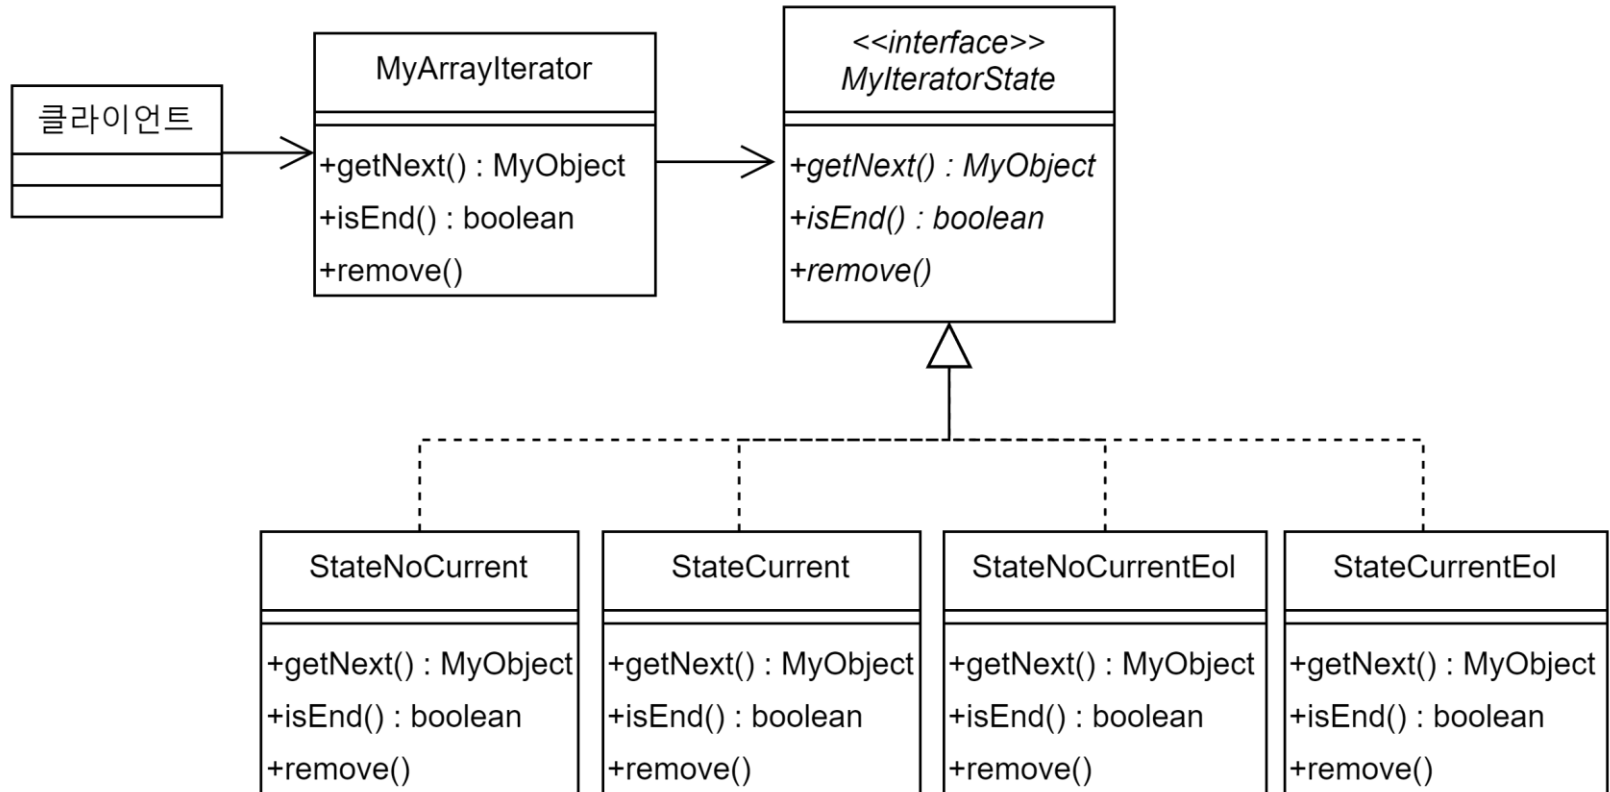 클라이언트
MyArrayIterator
+getNext() : MyObject
+isEnd() : boolean
+remove()
<<interface>>
MyIteratorState
+getNext() : MyObject
+isEnd() : boolean
+remove()
StateNoCurrent
+getNext() : MyObject
+isEnd() : boolean
+remove()
StateCurrent
+getNext() : MyObject
+isEnd() : boolean
+remove()
StateNoCurrentEol
+getNext() : MyObject
+isEnd() : boolean
+remove()
StateCurrentEol
+getNext() : MyObject
+isEnd() : boolean
+remove()